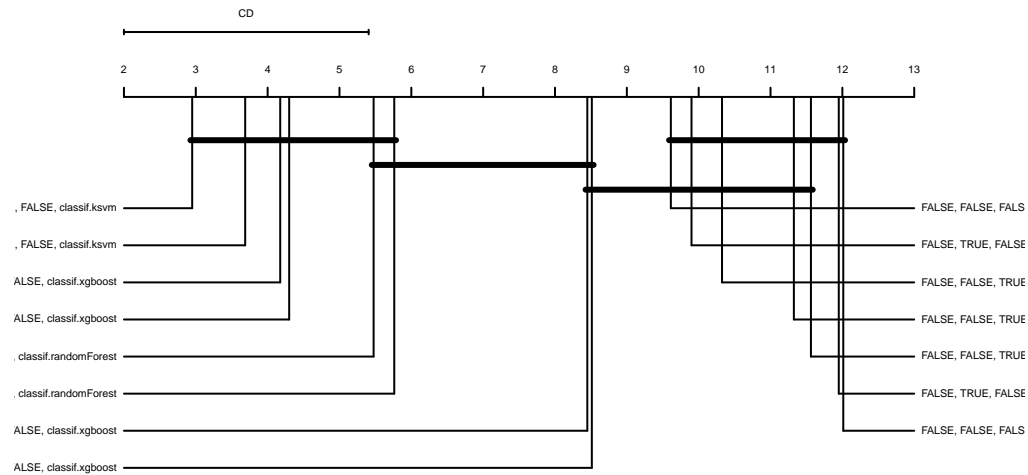 CD
2 3 4 5 6 7 8 9 10 11 12 13
, FALSE, classif.ksvm
FALSE, FALSE, FALS
, FALSE, classif.ksvm
FALSE, TRUE, FALSE
ALSE, classif.xgboost
FALSE, FALSE, TRUE
ALSE, classif.xgboost
FALSE, FALSE, TRUE
, classif.randomForest
FALSE, FALSE, TRUE
, classif.randomForest
FALSE, TRUE, FALSE
ALSE, classif.xgboost
FALSE, FALSE, FALS
ALSE, classif.xgboost